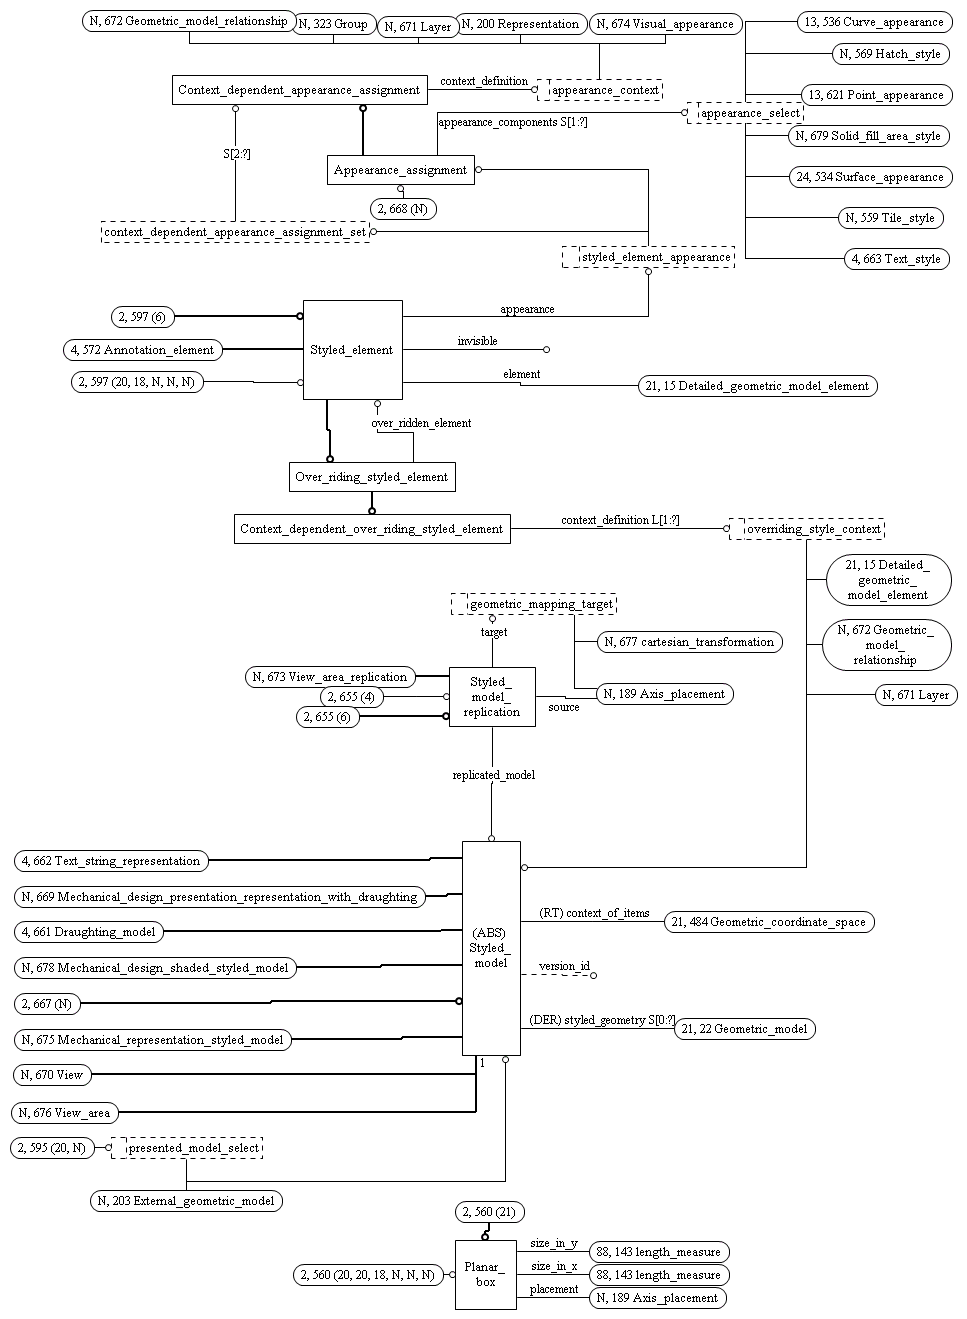 N, 672 Geometric_model_relationship
N, 323 Group
N, 671 Layer
N, 200 Representation
N, 674 Visual_appearance
13, 536 Curve_appearance
N, 569 Hatch_style
Context_dependent_appearance_assignment
context_definition
appearance_context
13, 621 Point_appearance
appearance_select
appearance_components S[1:?]
N, 679 Solid_fill_area_style
S[2:?]
Appearance_assignment
24, 534 Surface_appearance
2, 668 (N)
N, 559 Tile_style
context_dependent_appearance_assignment_set
styled_element_appearance
4, 663 Text_style
2, 597 (6)
appearance
4, 572 Annotation_element
Styled_element
invisible
2, 597 (20, 18, N, N, N)
element
21, 15 Detailed_geometric_model_element
over_ridden_element
Over_riding_styled_element
Context_dependent_over_riding_styled_element
context_definition L[1:?]
overriding_style_context
21, 15 Detailed_
geometric_
model_element
geometric_mapping_target
target
N, 677 cartesian_transformation
N, 672 Geometric_
model_
relationship
N, 673 View_area_replication
2, 655 (4)
2, 655 (6)
Styled_
model_
replication
source
N, 189 Axis_placement
N, 671 Layer
replicated_model
4, 662 Text_string_representation
N, 669 Mechanical_design_presentation_representation_with_draughting
4, 661 Draughting_model
N, 678 Mechanical_design_shaded_styled_model
2, 667 (N)
N, 675 Mechanical_representation_styled_model
N, 670 View
N, 676 View_area
(ABS)
Styled_
model
(RT) context_of_items
21, 484 Geometric_coordinate_space
version_id
(DER) styled_geometry S[0:?]
21, 22 Geometric_model
1
2, 595 (20, N)
presented_model_select
N, 203 External_geometric_model
2, 560 (21)
2, 560 (20, 20, 18, N, N, N)
Planar_
box
size_in_y
88, 143 length_measure
size_in_x
88, 143 length_measure
placement
N, 189 Axis_placement